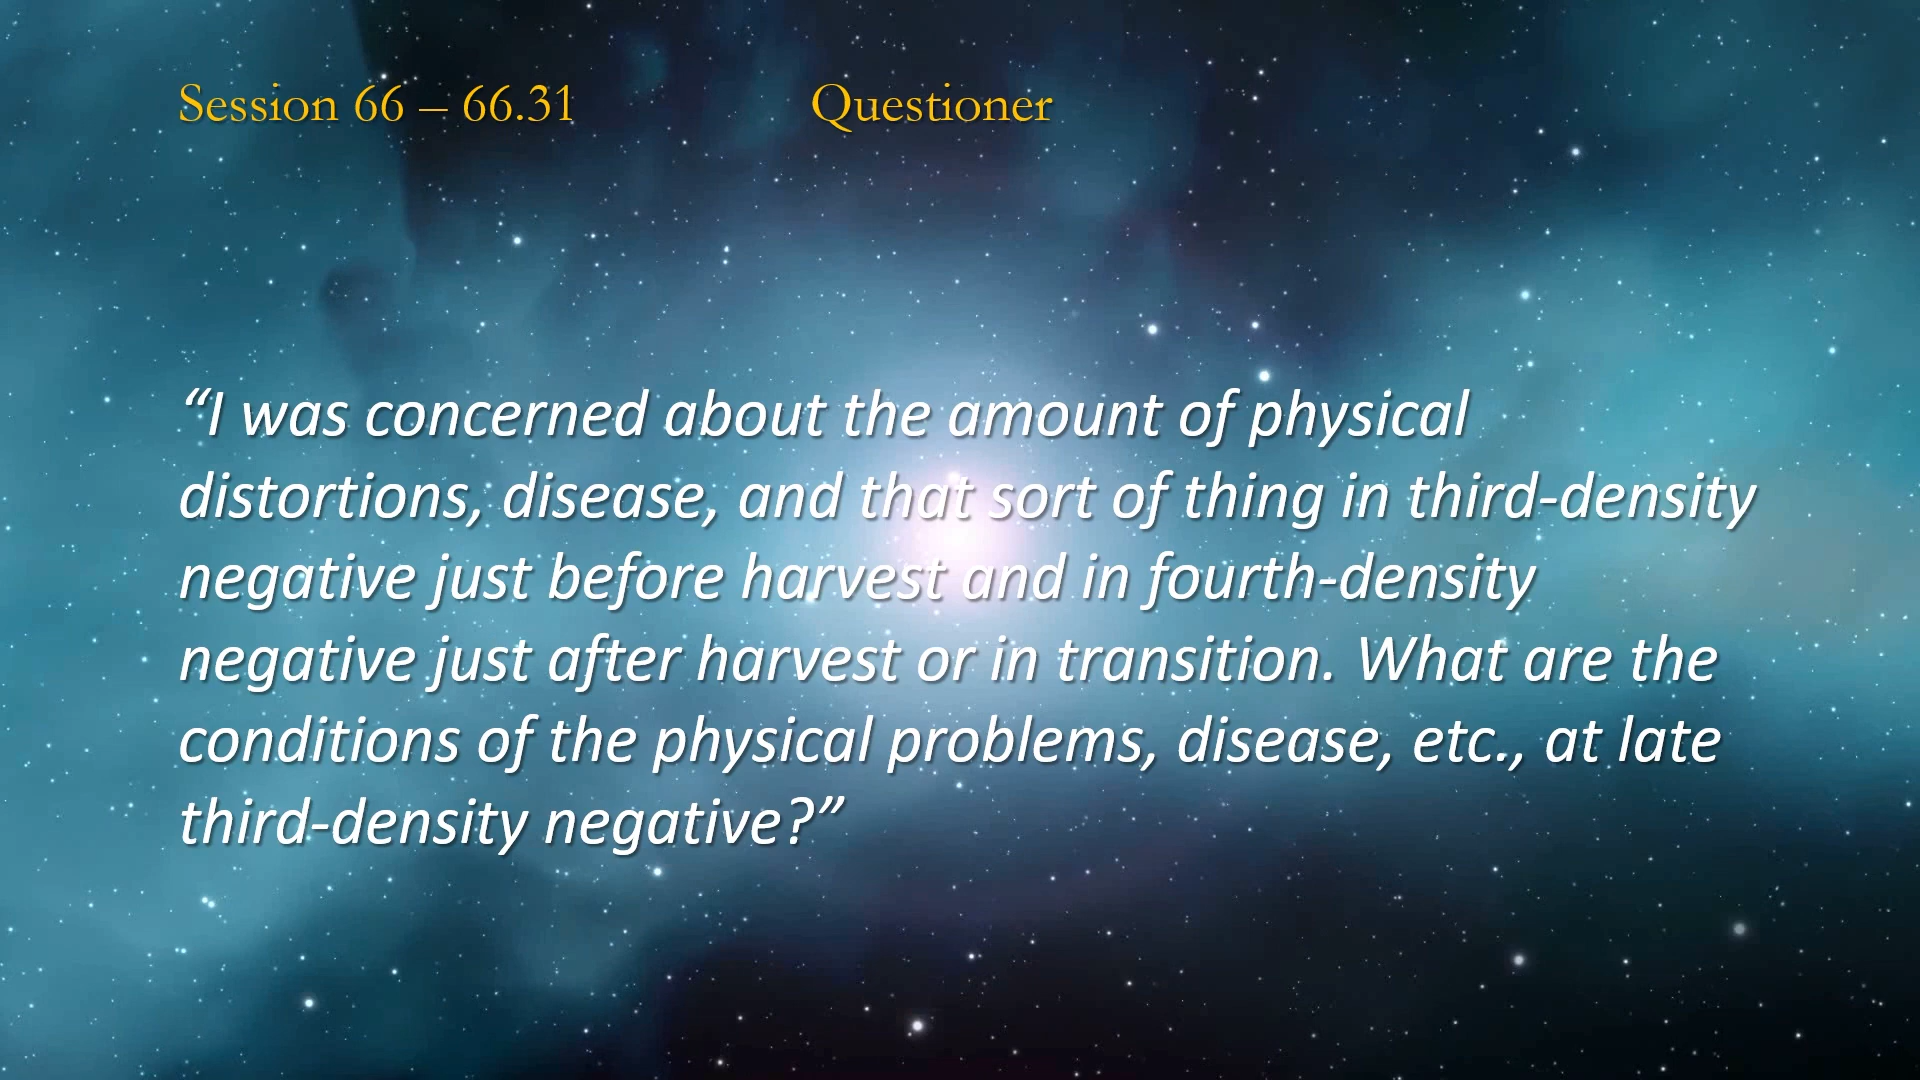 Session 66 – 66.31 Questioner
“I was concerned about the amount of physical
distortions, disease, and that sort of thing in third-density
negative just before harvest and in fourth-density
negative just after harvest or in transition. What are the
conditions of the physical problems, disease, etc., at late
third-density negative?”